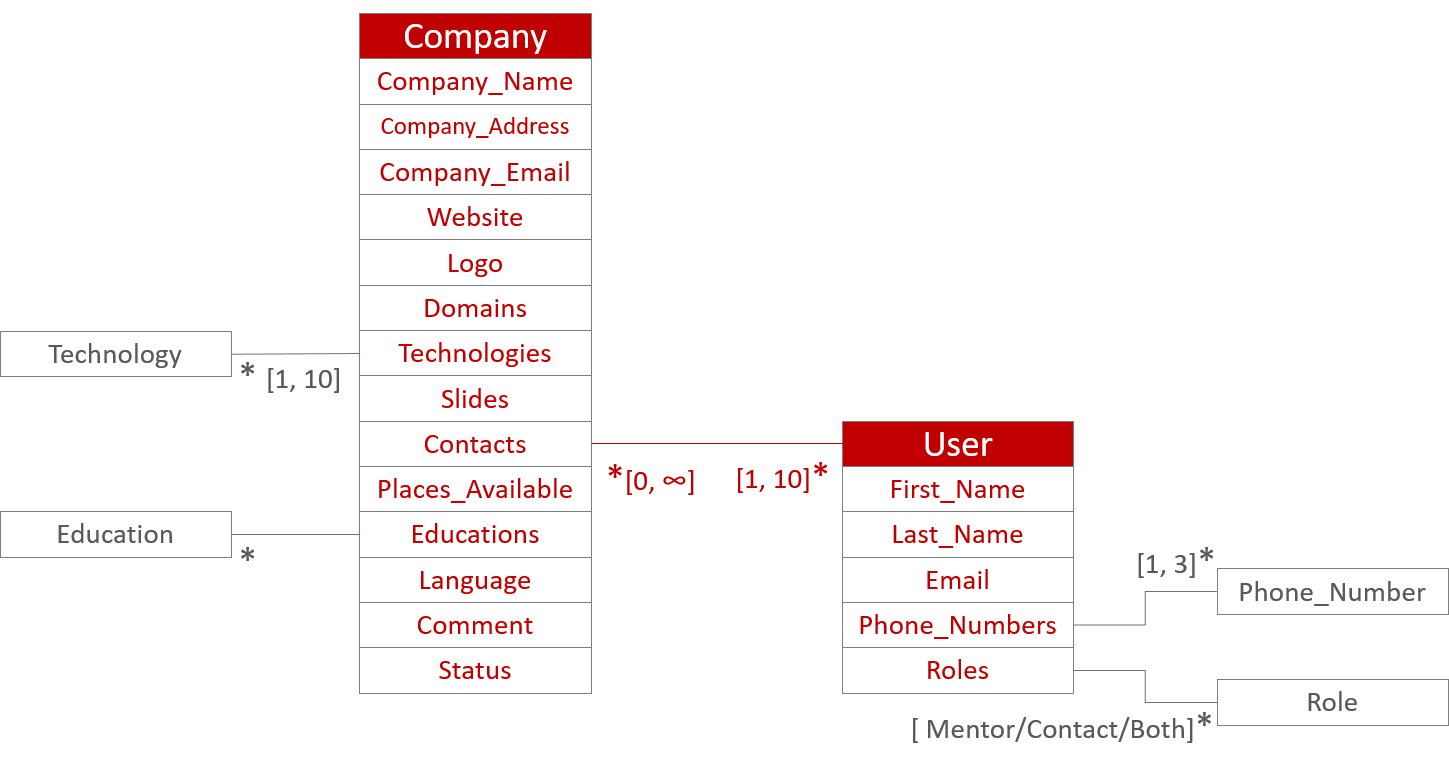 Company
Company_Name
Company_Address
Company_Email
Website
Logo
Domains
Technologies
Slides
Contacts
Places_Available
Educations
Language
Comment
Status
Technology
* [1, 10]
Education
*
*[0, ∞]
[1, 10]*
User
First_Name
Last_Name
Email
Phone_Numbers
Roles
[1, 3]*
Phone_Number
Role
[ Mentor/Contact/Both]*